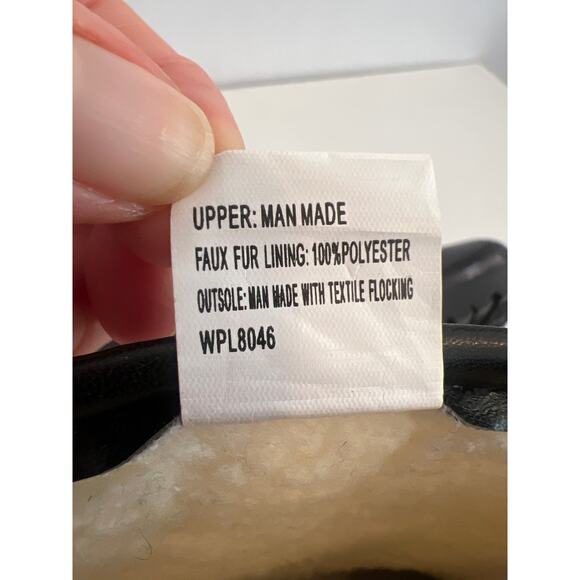 UPPER: MAN MADE
FAUX FUR LINING: 100%POLYESTER
OUTSOLE: MAN MADE WITH TEXTILE FLOCKING
WPL8046